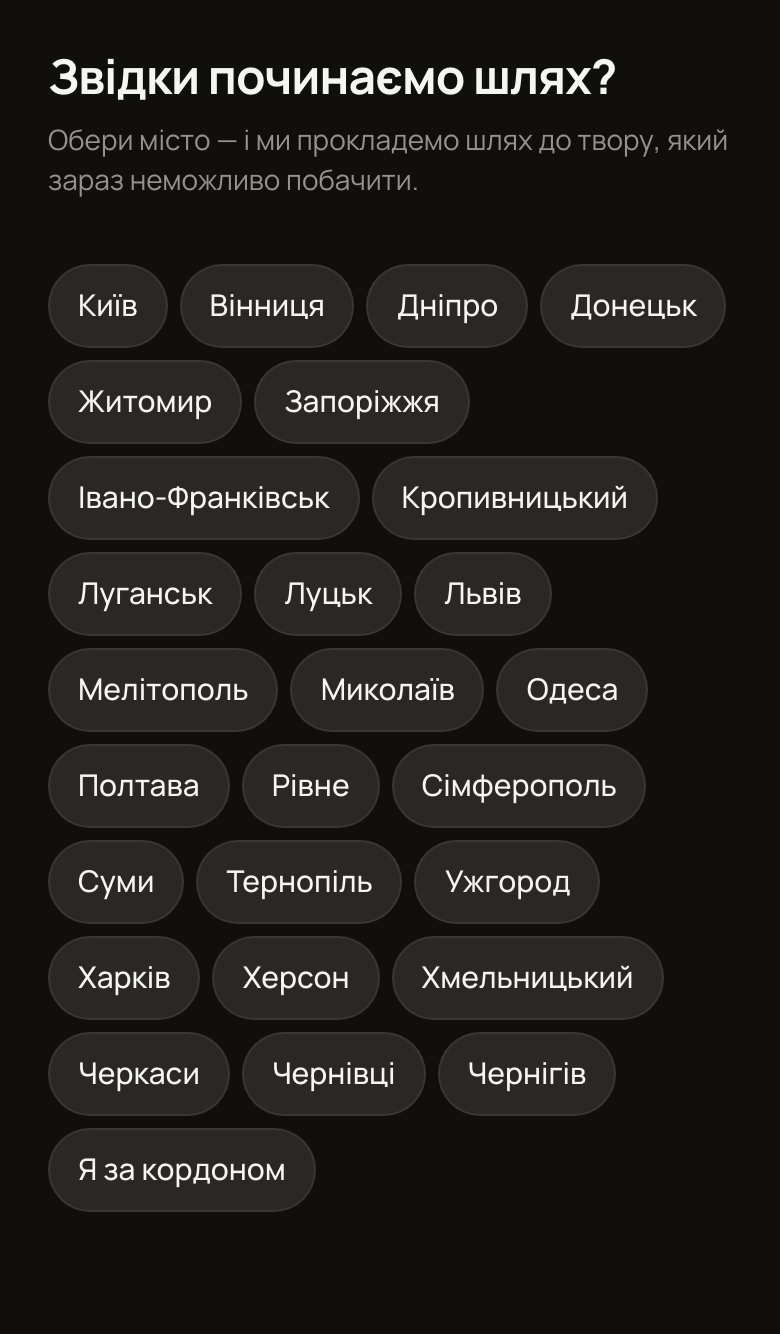 Звідки починаємо шлях?
Обери місто — і ми прокладемо шлях до твору, який
зараз неможливо побачити.
Київ Вінниця Дніпро Донецьк
Житомир Запоріжжя
Івано-Франківськ Кропивницький
Луганськ Луцьк Львів
Мелітополь Миколаїв Одеса
Полтава Рівне Сімферополь
Суми Тернопіль Ужгород
Харків Херсон Хмельницький
Черкаси Чернівці Чернігів
Я за кордоном